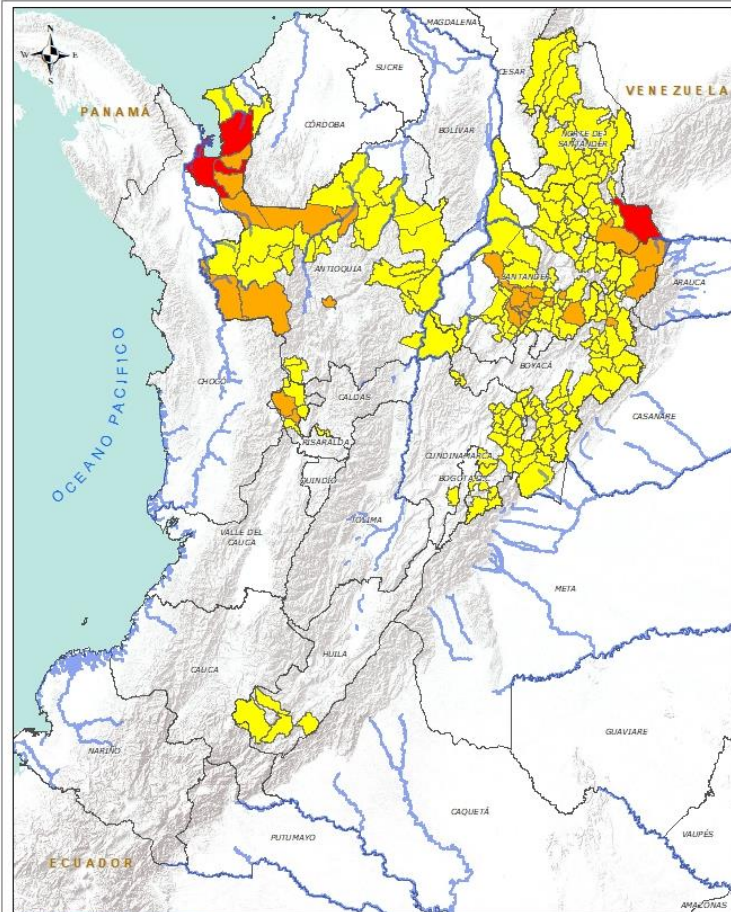 N
W E
S
MAGDALENA
SUCRE
CESAR
VENEZUELA
PANAMÁ
CÓRDOBA
BOLÍVAR
NORTE DE
SANTANDER
ANTIOQUIA
SANTANDER
ARAUCA
OCEANO PACIFICO
CHOCÓ
BOYACÁ
CALDAS
CASANARE
RISARALDA
CUNDINAMARCA
QUINDÍO
TOLIMA
VALLE DEL
CAUCA
META
HUILA
CAUCA
GUAVIARE
NARIÑO
CAQUETÁ
PUTUMAYO
VAUPÉS
ECUADOR
AMAZONAS